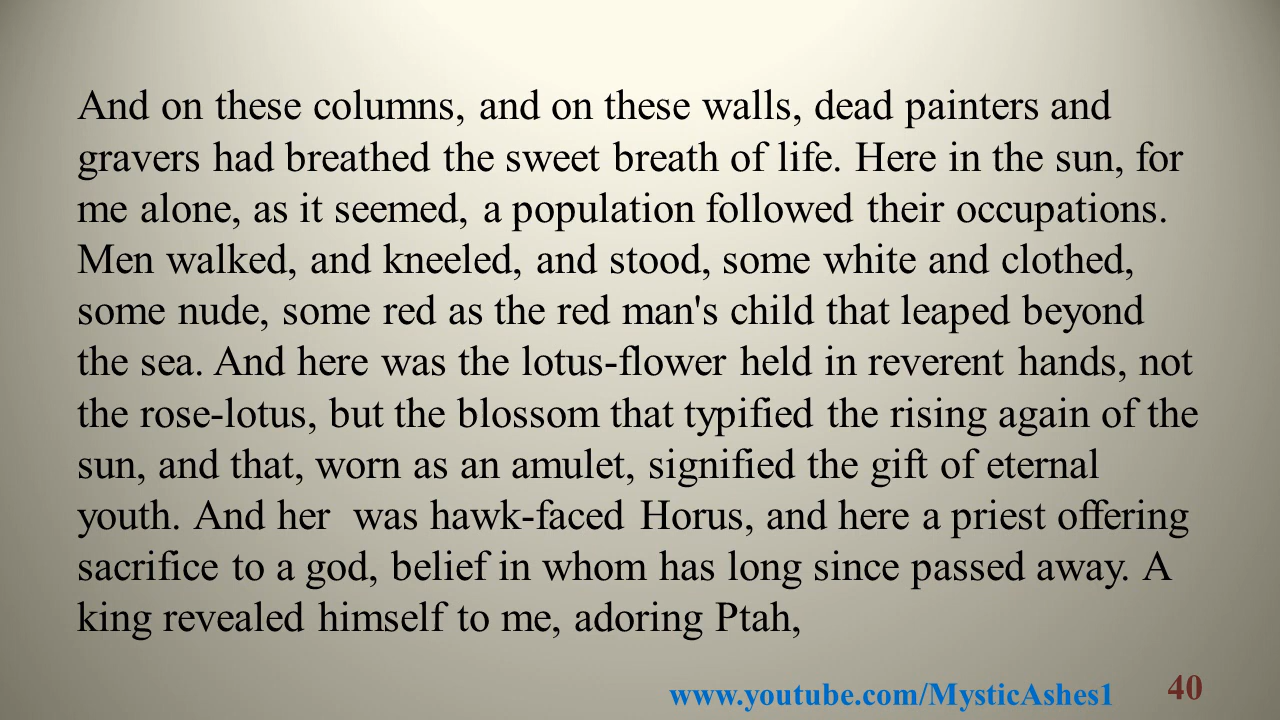 And on these columns, and on these walls, dead painters and
gravers had breathed the sweet breath of life. Here in the sun, for
me alone, as it seemed, a population followed their occupations.
Men walked, and kneeled, and stood, some white and clothed,
some nude, some red as the red man's child that leaped beyond
the sea. And here was the lotus-flower held in reverent hands, not
the rose-lotus, but the blossom that typified the rising again of the
sun, and that, worn as an amulet, signified the gift of eternal
youth. And her  was hawk-faced Horus, and here a priest offering
sacrifice to a god, belief in whom has long since passed away. A
king revealed himself to me, adoring Ptah,
www.youtube.com/MysticAshes1 40